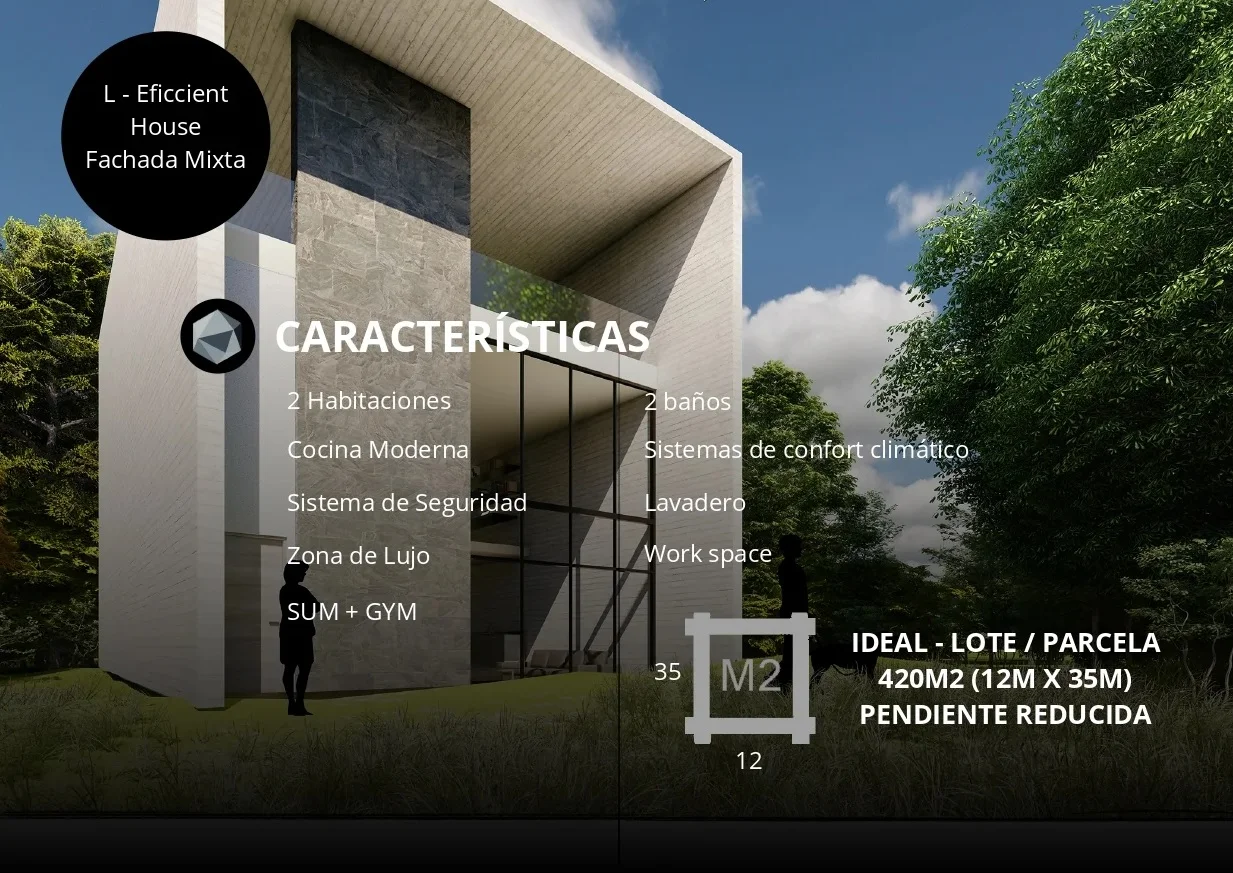 L - Eficcient
House
Fachada Mixta
CARACTERÍSTICAS
2 Habitaciones
2 baños
Cocina Moderna
Sistemas de confort climático
Sistema de Seguridad
Lavadero
Zona de Lujo
Work space
SUM + GYM
35
M2
12
IDEAL - LOTE / PARCELA
420M2 (12M X 35M)
PENDIENTE REDUCIDA